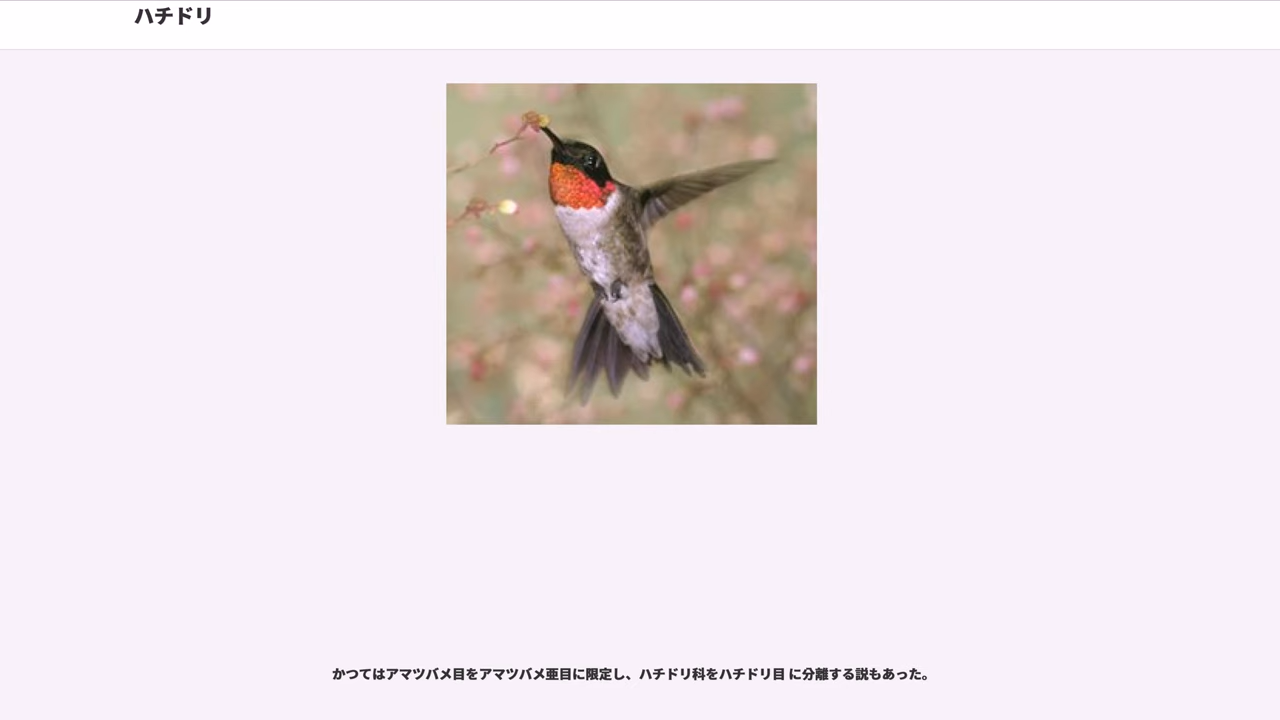 ハチドリ
かつてはアマツバメ目をアマツバメ亜目に限定し、ハチドリ科をハチドリ目 に分離する説もあった。